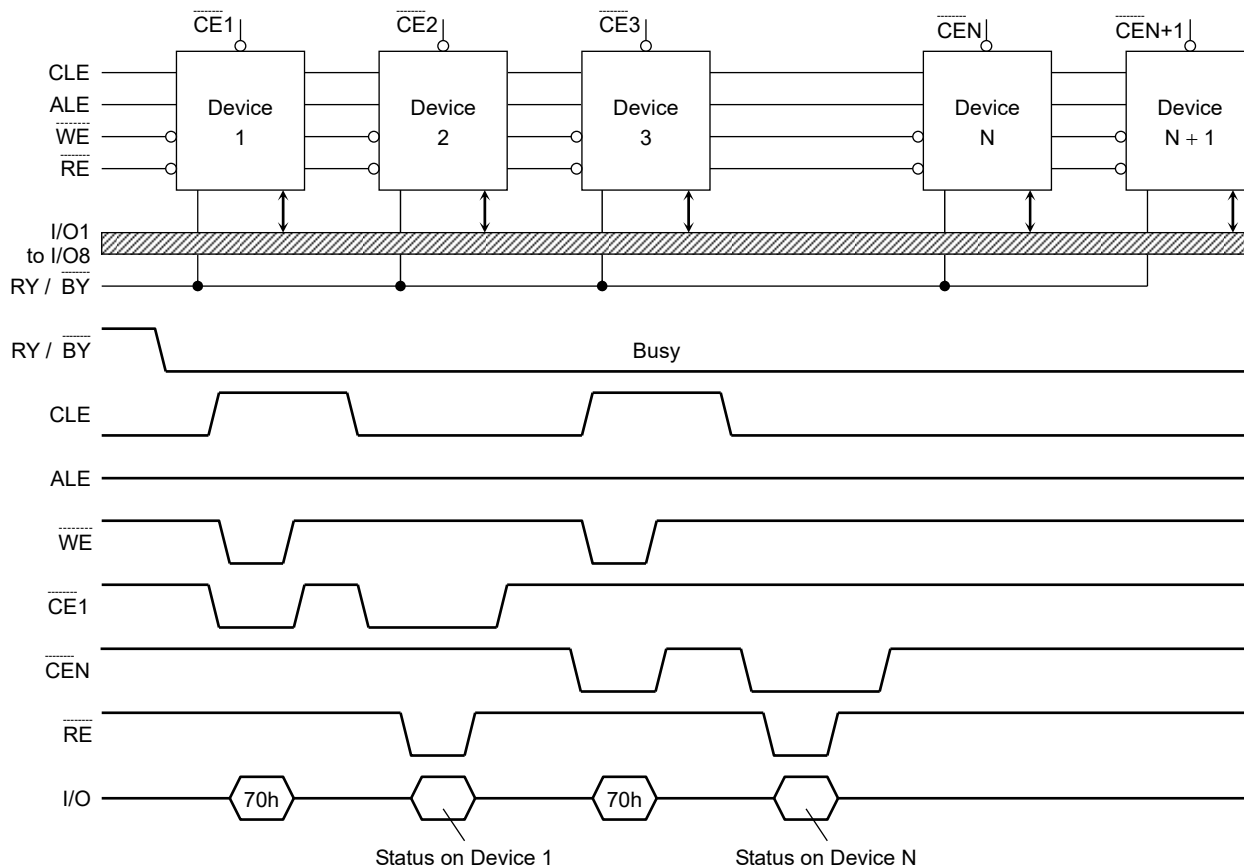 CE1 CE2 CE3 CEN CEN+1
CLE
ALE
WE
RE
Device 1
Device 2
Device 3
Device N
Device N + 1
I/O1
to I/O8
RY / BY
RY / BY
Busy
CLE
ALE
WE
CE1
CEN
RE
I/O
70h
70h
Status on Device 1
Status on Device N